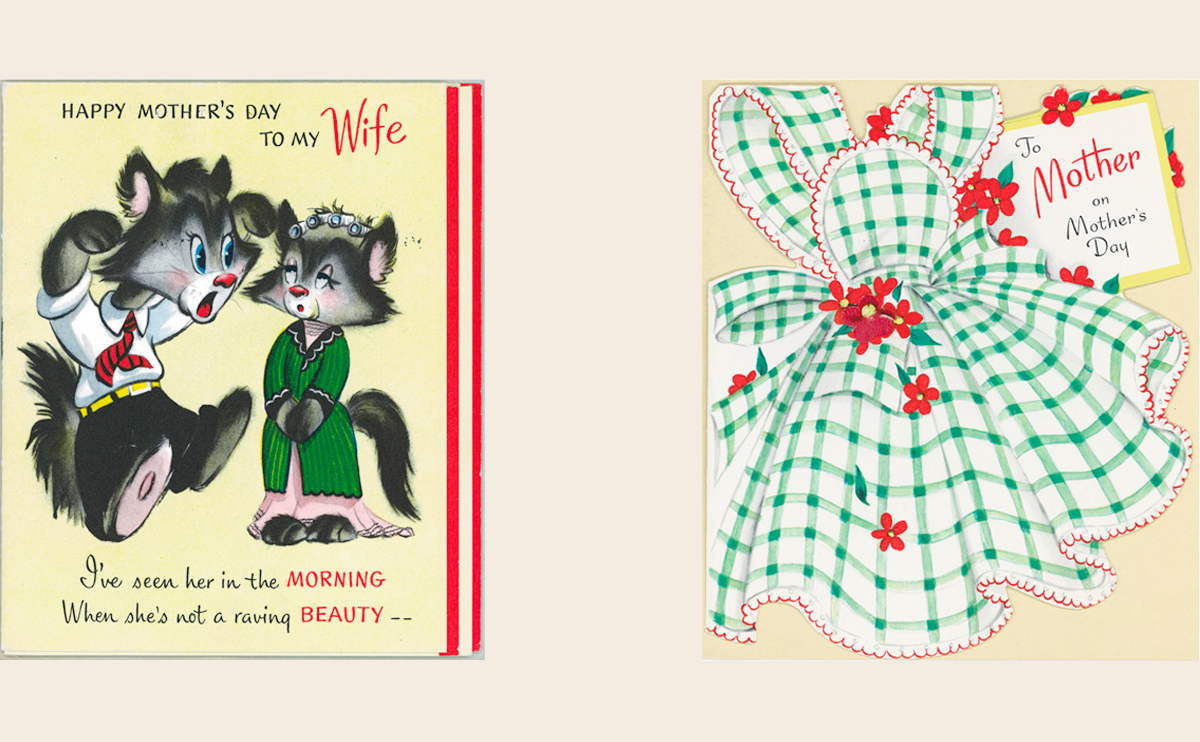 HAPPY MOTHER'S DAY
TO MY Wife
I've seen her in the MORNING
When she's not a raving BEAUTY --
To
Mother
on
Mother's
Day